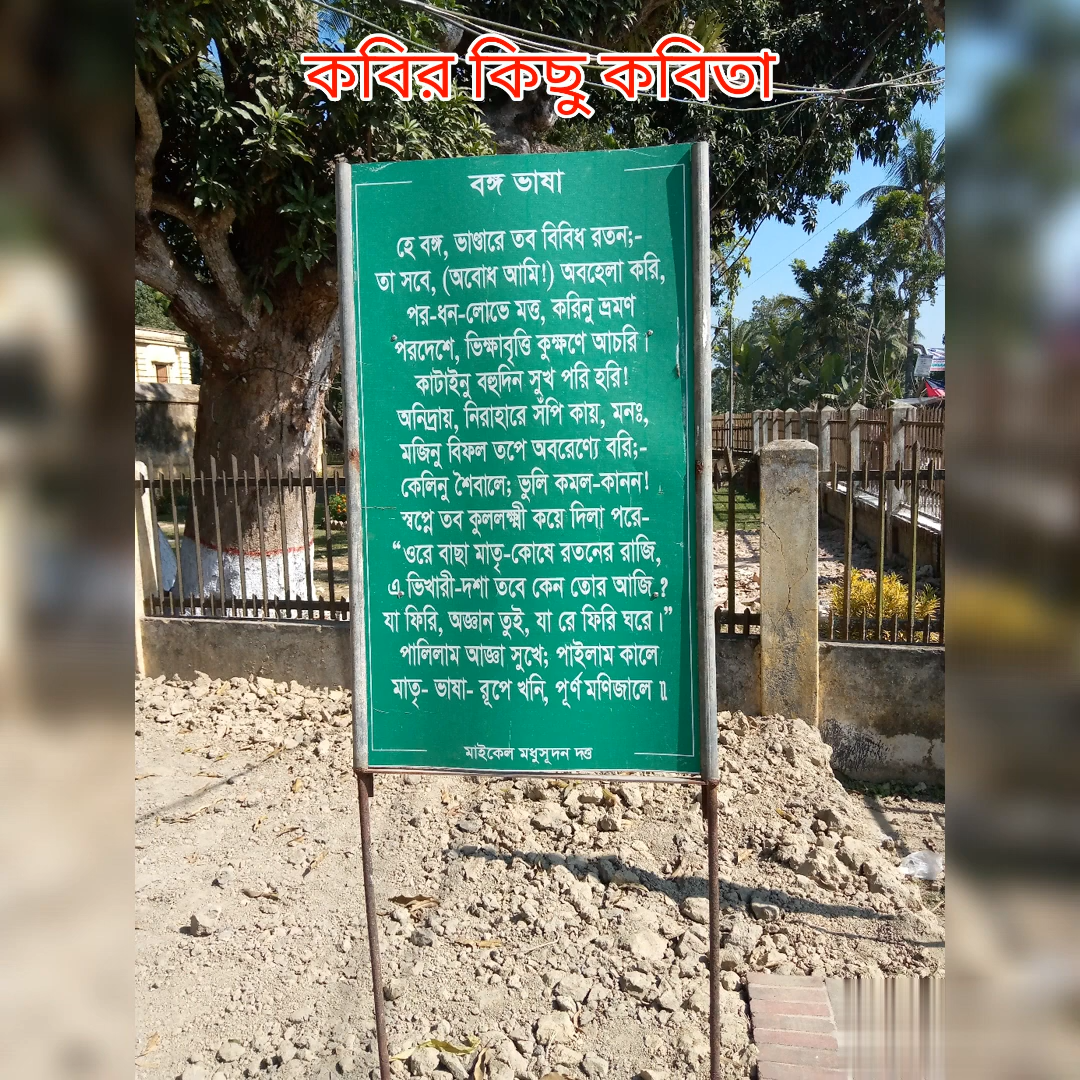 কবির কিছু কবিতা
বঙ্গ ভাষা
হে বঙ্গ, ভাণ্ডারে তব বিবিধ রতন;-
তা সবে, (অবোধ আমি!) অবহেলা করি,
পর-ধন-লোভে মত্ত, করিনু ভ্রমণ
পরদেশে, ভিক্ষাবৃত্তি কুক্ষণে আচরি।
কাটাইনু বহুদিন সুখ পরি হরি!
অনিদ্রায়, নিরাহারে সঁপি কায়, মনঃ,
মজিনু বিফল তপে অবরেণ্যে বরি;-
কেলিনু শৈবালে; ভুলি কমল-কানন!
স্বপ্নে তব কুললক্ষ্মী কয়ে দিলা পরে-
“ওরে বাছা মাতৃ-কোষে রতনের রাজি,
এ ভিখারী-দশা তবে কেন তোর আজি?
যা ফিরি, অজ্ঞান তুই, যা রে ফিরি ঘরে।”
পালিলাম আজ্ঞা সুখে; পাইলাম কালে
মাতৃ- ভাষা- রূপে খনি, পূর্ণ মণিজালে॥
মাইকেল মধুসূদন দত্ত